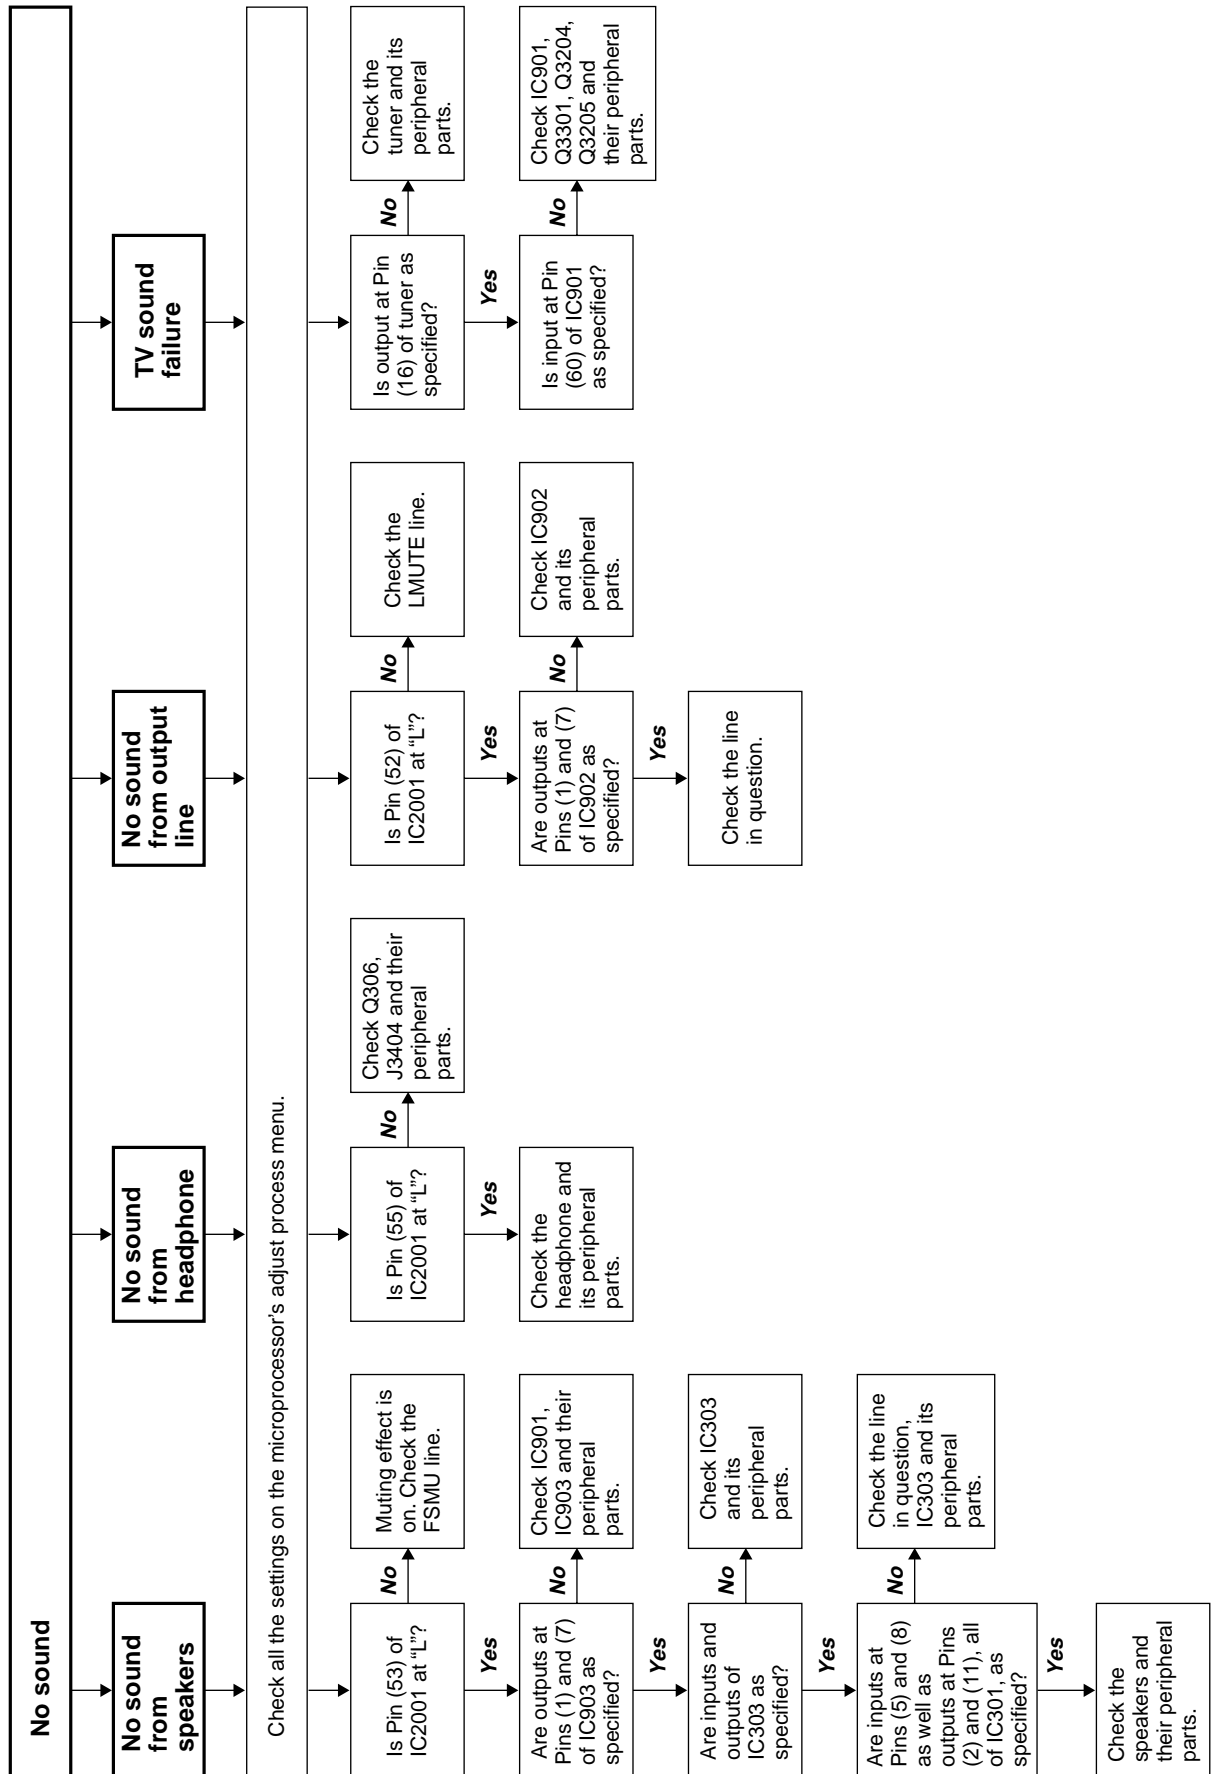 No sound
No sound
from
speakers
No sound
from
headphone
No sound
from output
line
TV sound
failure
Check all the settings on the microprocessor's adjust process menu.
Is Pin (53) of
IC2001 at “L”?
No
Muting effect is
on. Check the
FSMU line.
Yes
Are outputs at
Pins (1) and (7)
of IC903 as
specified?
No
Check IC901,
IC903 and their
peripheral
parts.
Yes
Are inputs and
outputs of
IC303 as
specified?
No
Check IC303
and its
peripheral
parts.
Yes
Are inputs at
Pins (5) and (8)
as well as
outputs at Pins
(2) and (11), all
of IC301, as
specified?
No
Check the line
in question,
IC303 and its
peripheral
parts.
Yes
Check the
speakers and
their peripheral
parts.
Is Pin (55) of
IC2001 at “L”?
No
Check Q306,
J3404 and their
peripheral
parts.
Yes
Check the
headphone and
its peripheral
parts.
Is Pin (52) of
IC2001 at “L”?
No
Check the
LMUTE line.
Yes
Are outputs at
Pins (1) and (7)
of IC902 as
specified?
No
Check IC902
and its
peripheral
parts.
Yes
Check the line
in question.
Is output at Pin
(16) of tuner as
specified?
No
Check the
tuner and its
peripheral
parts.
Yes
Is input at Pin
(60) of IC901
as specified?
No
Check IC901,
Q3301, Q3204,
Q3205 and
their peripheral
parts.